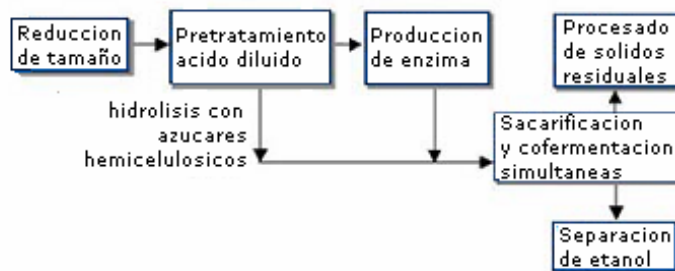 Reduccion
de tamaño
Pretratamiento
acido diluido
Produccion
de enzima
Procesado
de solidos
residuales
hidrolisis con
azucares
hemicelulosicos
Sacarificacion
y cofermentacion
simultaneas
Separacion
de etanol